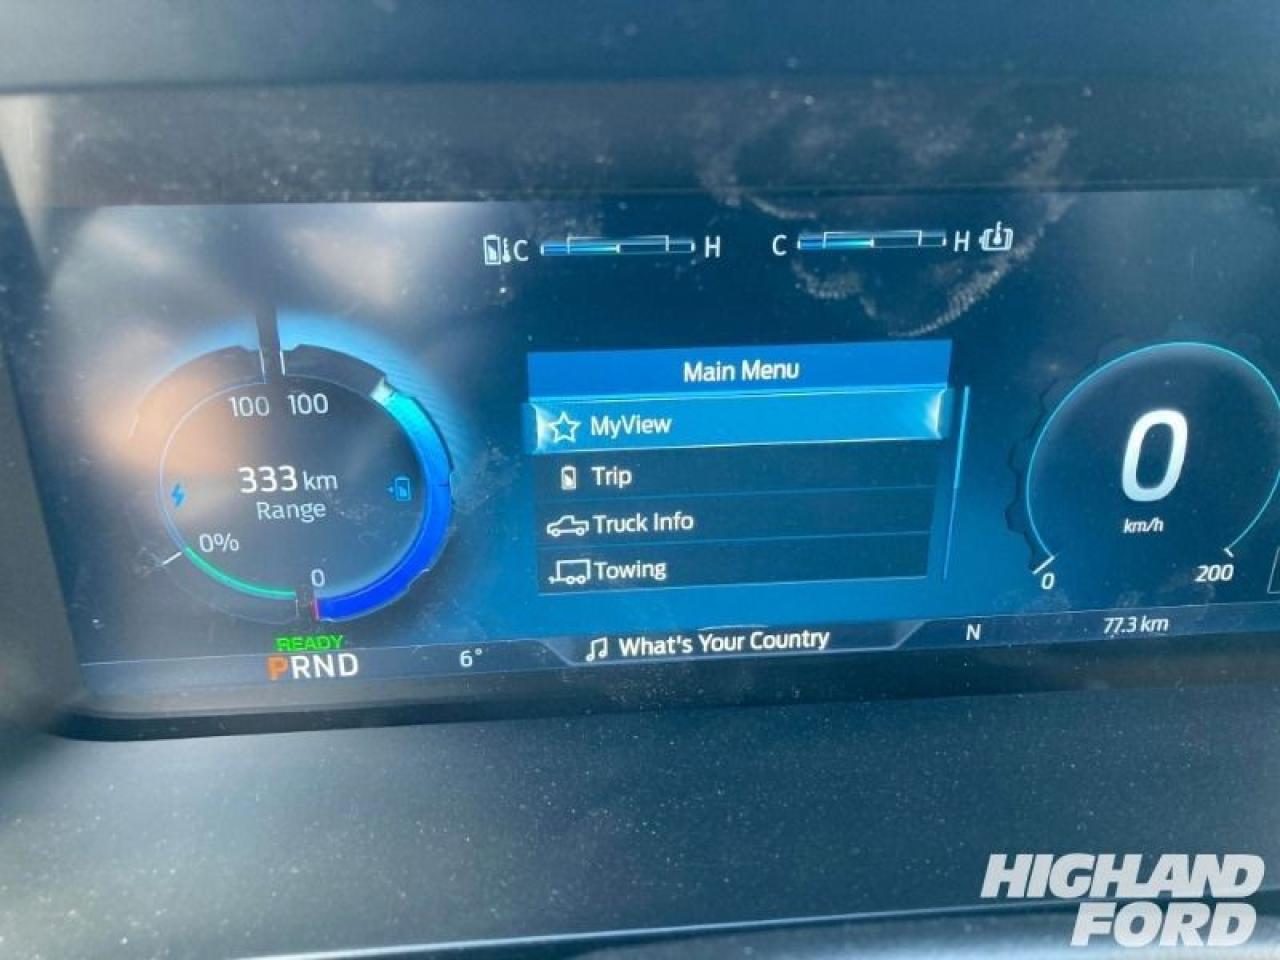 C H C H
Main Menu
MyView
Trip
Truck Info
Towing
100 100
333 km
Range
0%
0
READY
PRND
6°
What's Your Country
N
0
km/h
0 200
77.3 km
HIGHLAND
FORD